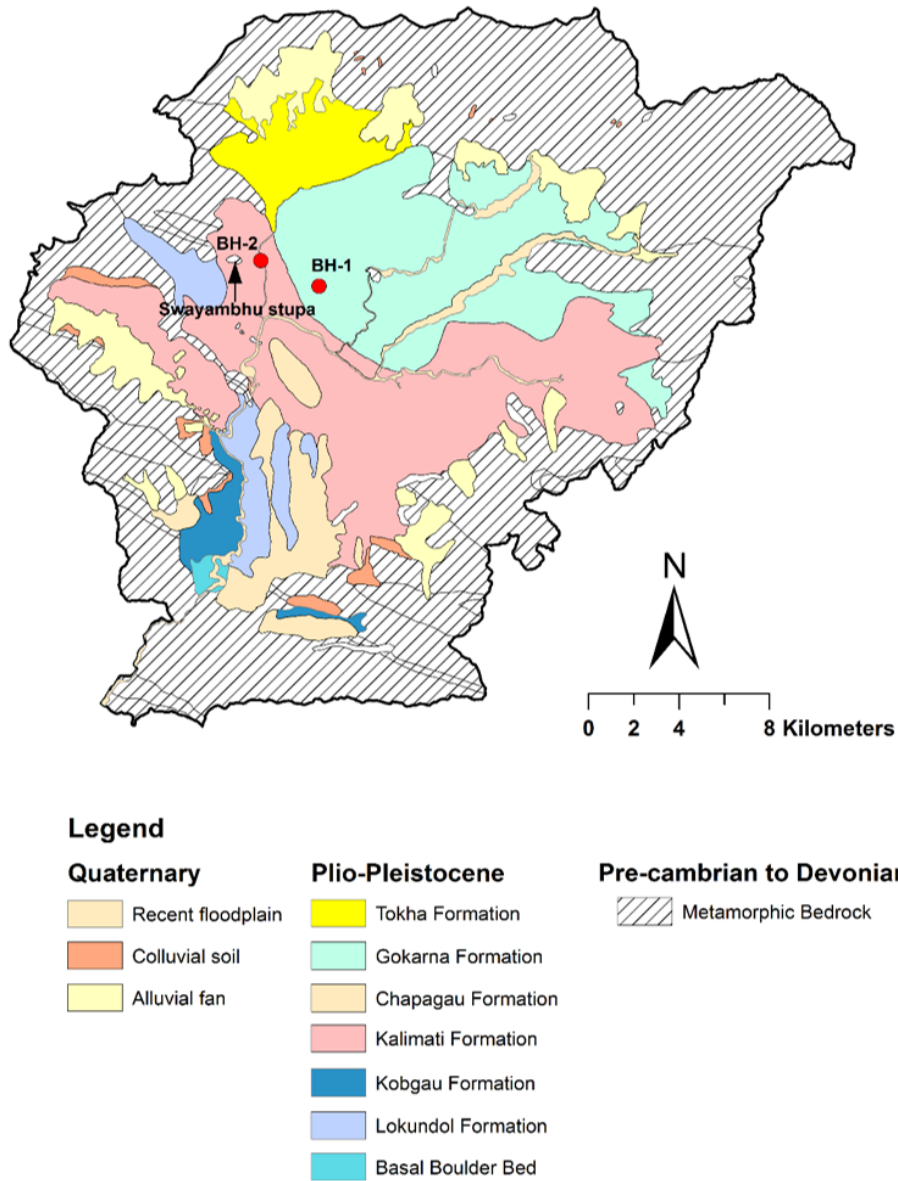 BH-2
BH-1
Swayambhu stupa
N
0 2 4 8 Kilometers
Legend
Quaternary
Recent floodplain
Colluvial soil
Alluvial fan
Plio-Pleistocene
Tokha Formation
Gokarna Formation
Chapagau Formation
Kalimati Formation
Kobgau Formation
Lokundol Formation
Basal Boulder Bed
Pre-cambrian to Devonian
Metamorphic Bedrock